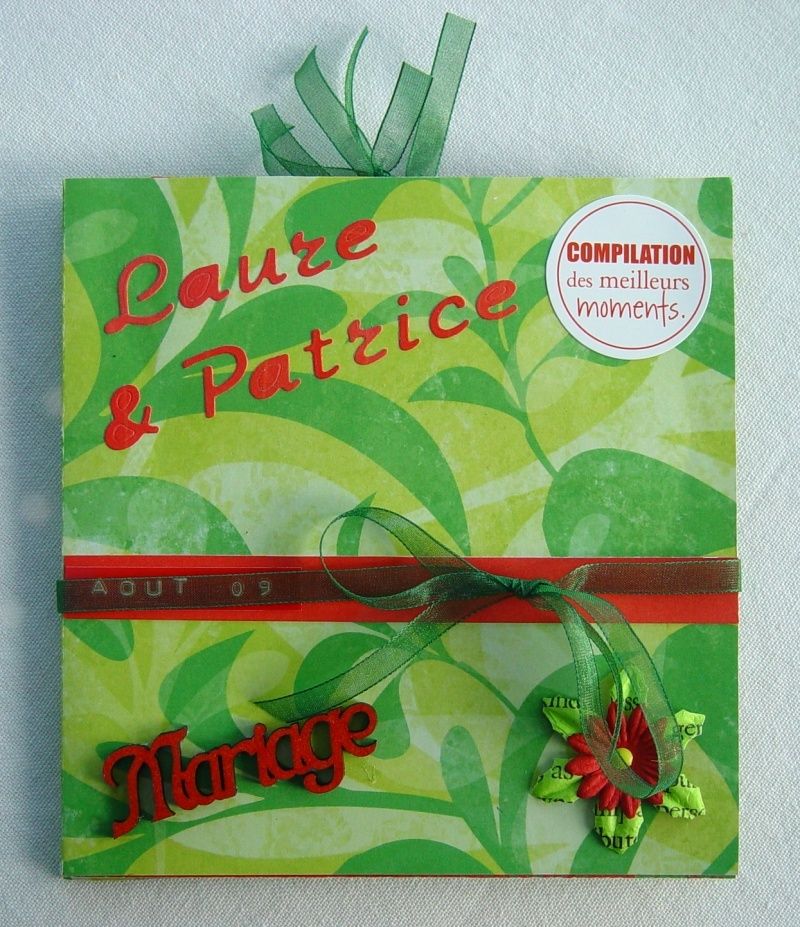 Laure
& Patrice
COMPILATION
des meilleurs
moments.
AOUT 09
Mariage